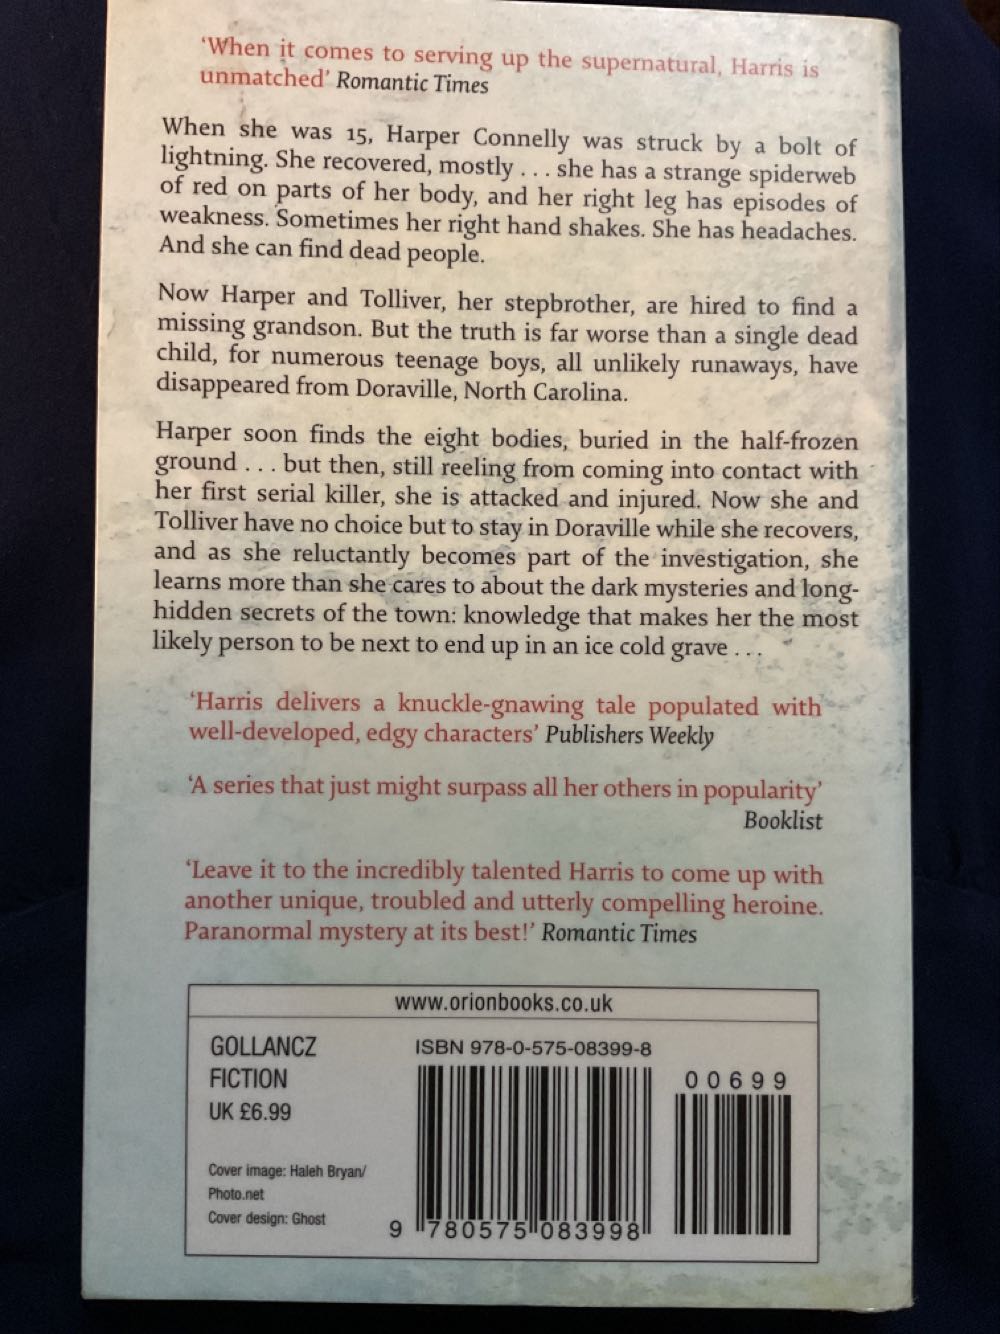 ‘When it comes to serving up the supernatural, Harris is
unmatched’ Romantic Times
When she was 15, Harper Connelly was struck by a bolt of
lightning. She recovered, mostly . . . she has a strange spiderweb
of red on parts of her body, and her right leg has episodes of
weakness. Sometimes her right hand shakes. She has headaches.
And she can find dead people.
Now Harper and Tolliver, her stepbrother, are hired to find a
missing grandson. But the truth is far worse than a single dead
child, for numerous teenage boys, all unlikely runaways, have
disappeared from Doraville, North Carolina.
Harper soon finds the eight bodies, buried in the half-frozen
ground . . . but then, still reeling from coming into contact with
her first serial killer, she is attacked and injured. Now she and
Tolliver have no choice but to stay in Doraville while she recovers,
and as she reluctantly becomes part of the investigation, she
learns more than she cares to about the dark mysteries and long-
hidden secrets of the town: knowledge that makes her the most
likely person to be next to end up in an ice cold grave . . .
‘Harris delivers a knuckle-gnawing tale populated with
well-developed, edgy characters’ Publishers Weekly
‘A series that just might surpass all her others in popularity’
Booklist
‘Leave it to the incredibly talented Harris to come up with
another unique, troubled and utterly compelling heroine.
Paranormal mystery at its best!’ Romantic Times
www.orionbooks.co.uk
GOLLANCZ
FICTION
UK £6.99
Cover image: Haleh Bryan/
Photo.net
Cover design: Ghost
ISBN 978-0-575-08399-8
00699
9 780575 083998